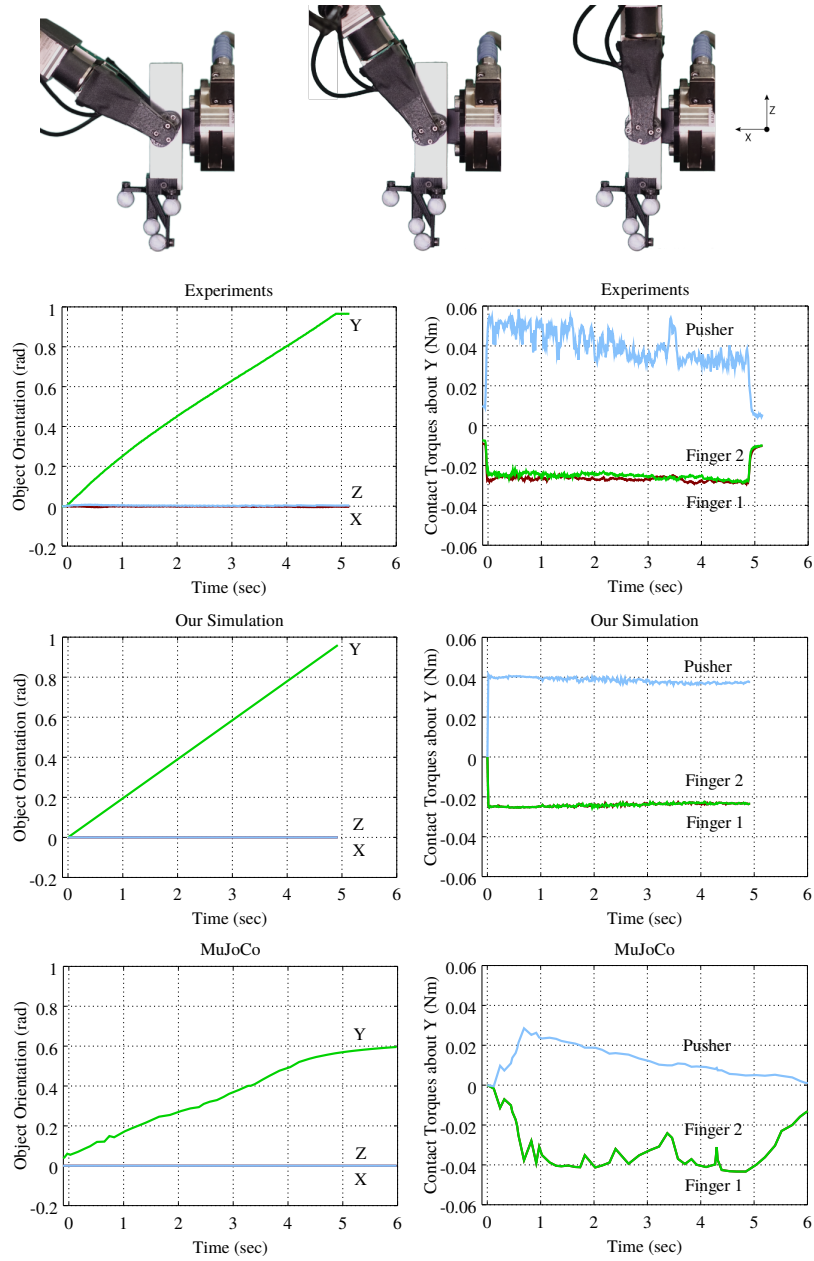 Z
X
Experiments
Object Orientation (rad)
1
0.8
0.6
0.4
0.2
0
-0.2
Y
Z
X
0 1 2 3 4 5 6
Time (sec)
Experiments
Contact Torques about Y (Nm)
0.06
0.04
0.02
0
-0.02
-0.04
-0.06
Pusher
Finger 2
Finger 1
0 1 2 3 4 5 6
Time (sec)
Our Simulation
Object Orientation (rad)
1
0.8
0.6
0.4
0.2
0
-0.2
Y
Z
X
0 1 2 3 4 5 6
Time (sec)
Our Simulation
Contact Torques about Y (Nm)
0.06
0.04
0.02
0
-0.02
-0.04
-0.06
Pusher
Finger 2
Finger 1
0 1 2 3 4 5 6
Time (sec)
MuJoCo
Object Orientation (rad)
1
0.8
0.6
0.4
0.2
0
-0.2
Y
Z
X
0 1 2 3 4 5 6
Time (sec)
MuJoCo
Contact Torques about Y (Nm)
0.06
0.04
0.02
0
-0.02
-0.04
-0.06
Pusher
Finger 2
Finger 1
0 1 2 3 4 5 6
Time (sec)